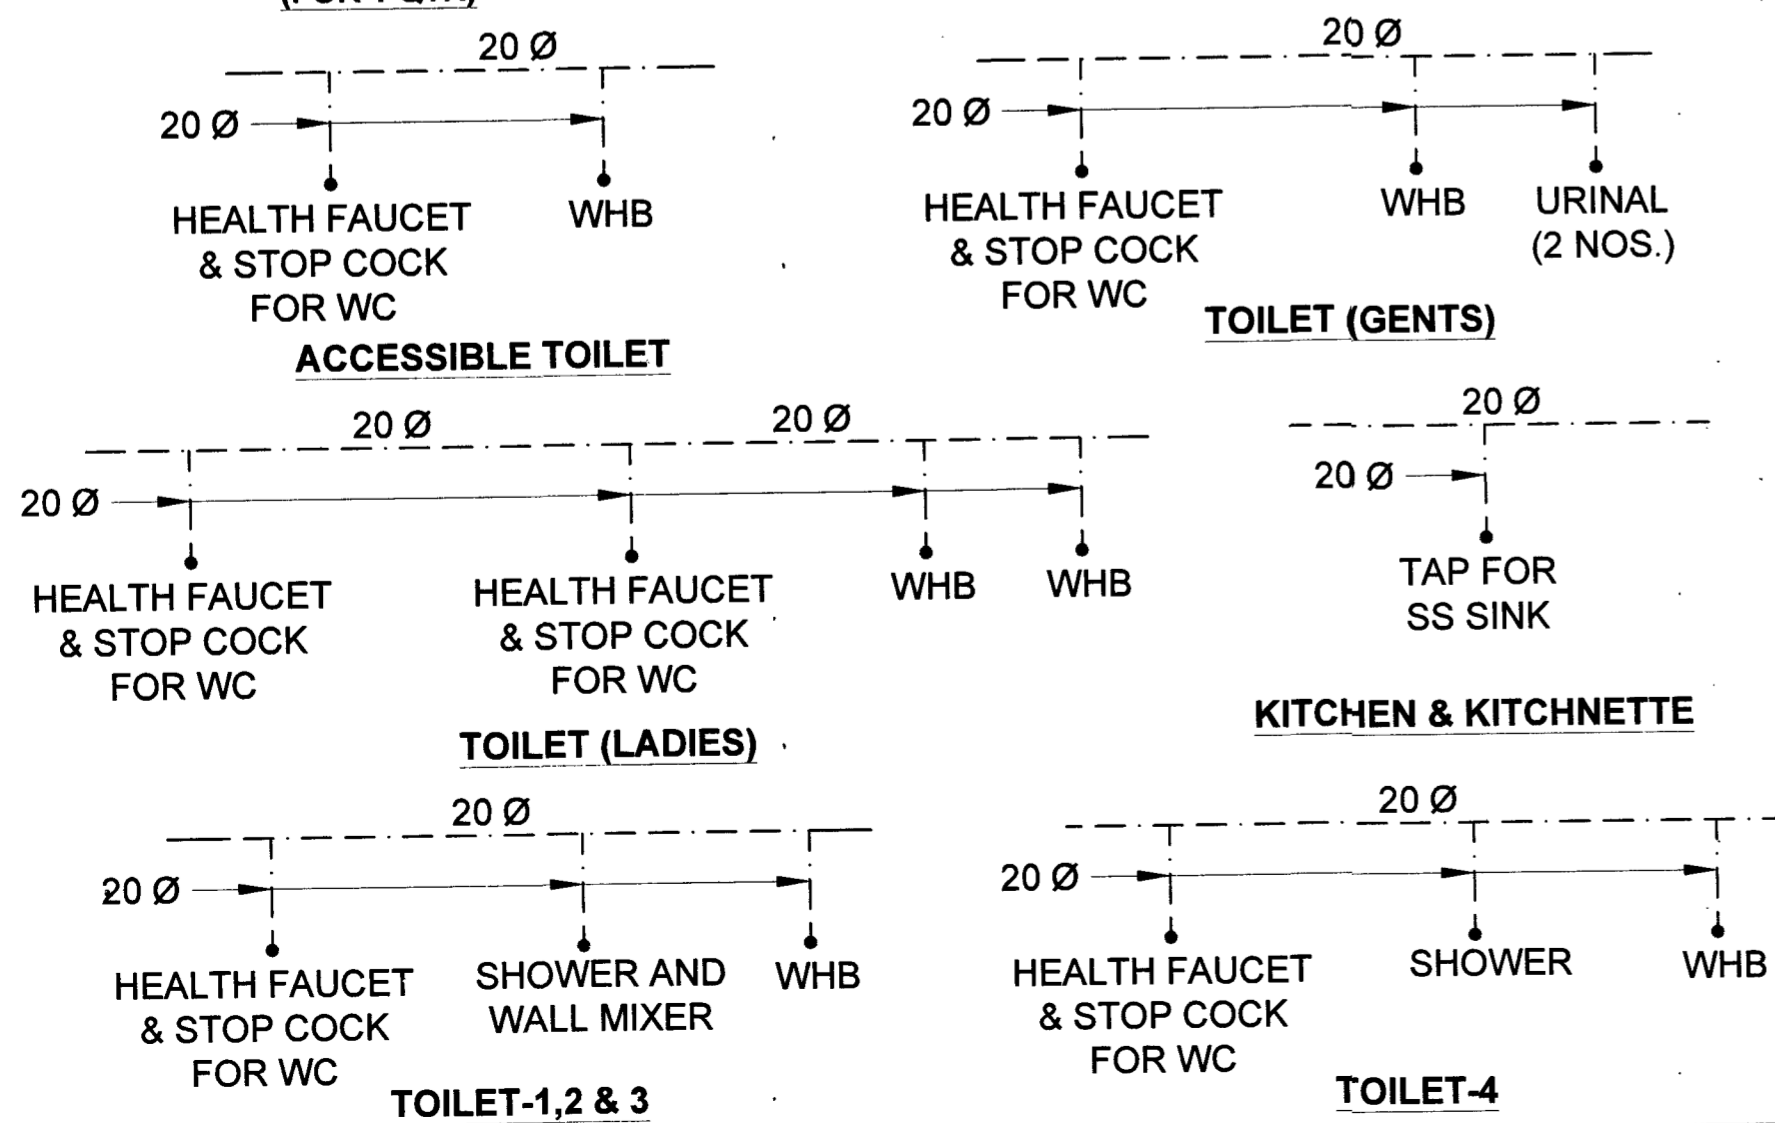 20 Ø
20 Ø
HEALTH FAUCET
& STOP COCK
FOR WC
WHB
ACCESSIBLE TOILET
20 Ø
20 Ø
HEALTH FAUCET
& STOP COCK
FOR WC
WHB
URINAL
(2 NOS.)
TOILET (GENTS)
20 Ø
20 Ø
20 Ø
HEALTH FAUCET
& STOP COCK
FOR WC
HEALTH FAUCET
& STOP COCK
FOR WC
WHB
WHB
TOILET (LADIES)
20 Ø
20 Ø
TAP FOR
SS SINK
KITCHEN & KITCHNETTE
20 Ø
20 Ø
HEALTH FAUCET
& STOP COCK
FOR WC
SHOWER AND
WALL MIXER
WHB
TOILET-1,2 & 3
20 Ø
20 Ø
HEALTH FAUCET
& STOP COCK
FOR WC
SHOWER
WHB
TOILET-4